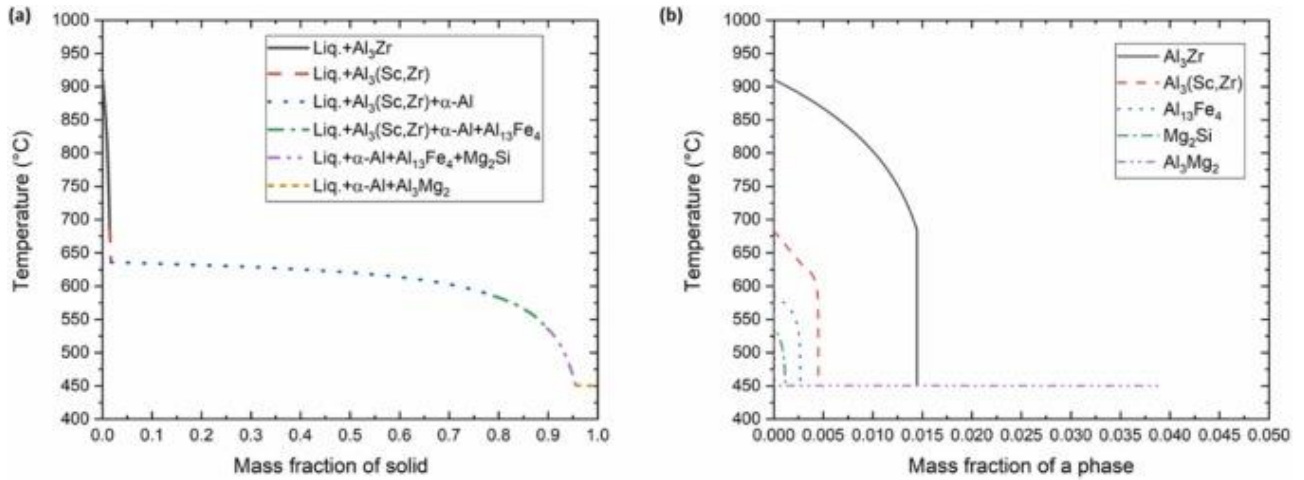 (a)
1000
950
900
850
800
750
700
650
600
550
500
450
400
Temperature (°C)
Liq.+Al₃Zr
Liq.+Al₃(Sc,Zr)
Liq.+Al₃(Sc,Zr)+α-Al
Liq.+Al₃(Sc,Zr)+α-Al+Al₁₃Fe₄
Liq.+α-Al+Al₁₃Fe₄+Mg₂Si
Liq.+α-Al+Al₃Mg₂
0.0 0.1 0.2 0.3 0.4 0.5 0.6 0.7 0.8 0.9 1.0
Mass fraction of solid
(b)
1000
950
900
850
800
750
700
650
600
550
500
450
400
Temperature (°C)
Al₃Zr
Al₃(Sc,Zr)
Al₁₃Fe₄
Mg₂Si
Al₃Mg₂
0.000 0.005 0.010 0.015 0.020 0.025 0.030 0.035 0.040 0.045 0.050
Mass fraction of a phase